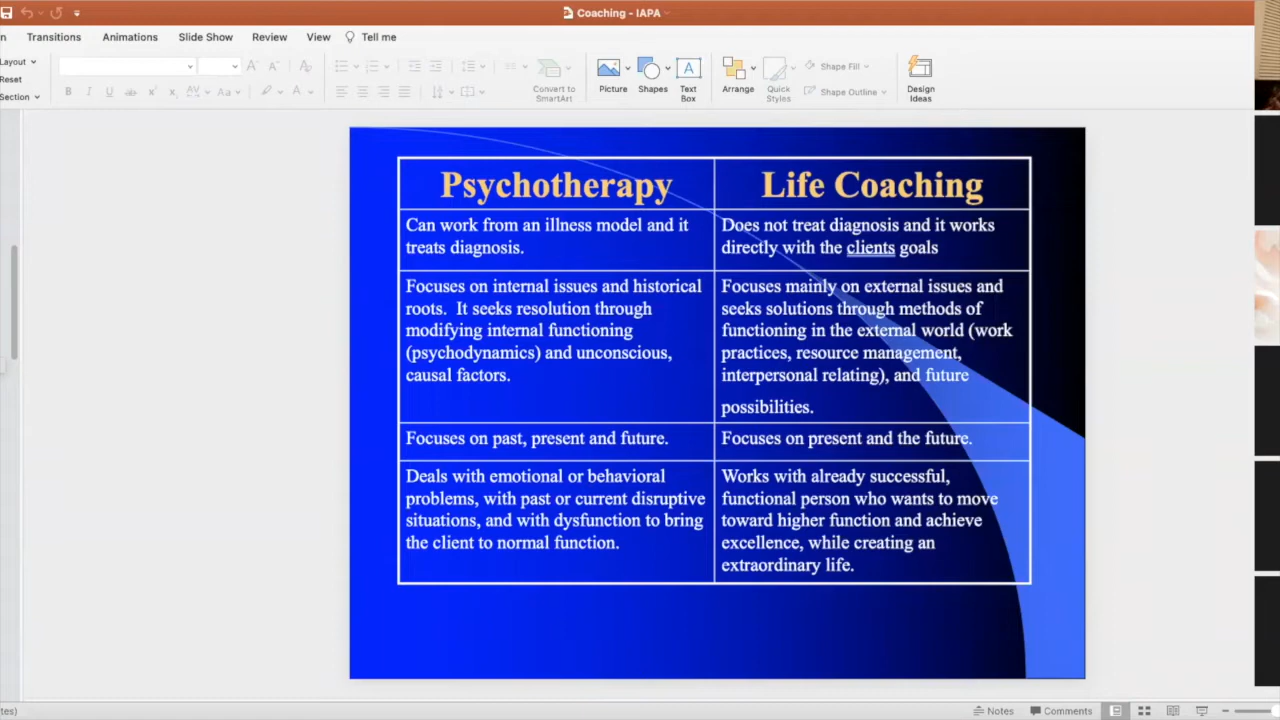 Coaching - IAPA
Transitions Animations Slide Show Review View Tell me
Layout
Reset
Section
Convert to
SmartArt
Picture
Shapes
Text
Box
Arrange
Quick
Styles
Shape Fill
Shape Outline
Design
Ideas
Psychotherapy
Life Coaching
Can work from an illness model and it
treats diagnosis.
Does not treat diagnosis and it works
directly with the clients goals
Focuses on internal issues and historical
roots. It seeks resolution through
modifying internal functioning
(psychodynamics) and unconscious,
causal factors.
Focuses mainly on external issues and
seeks solutions through methods of
functioning in the external world (work
practices, resource management,
interpersonal relating), and future
possibilities.
Focuses on past, present and future.
Focuses on present and the future.
Deals with emotional or behavioral
problems, with past or current disruptive
situations, and with dysfunction to bring
the client to normal function.
Works with already successful,
functional person who wants to move
toward higher function and achieve
excellence, while creating an
extraordinary life.
Notes Comments